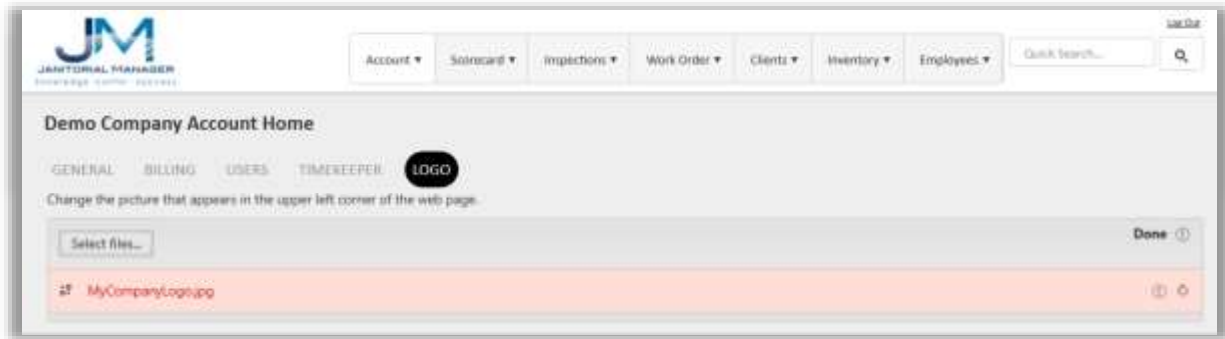 Log Out
JM
JANITORIAL MANAGER
Account ▾ Scorecard ▾ Inspections ▾ Work Order ▾ Clients ▾ Inventory ▾ Employees ▾ Quick Search...
Demo Company Account Home
GENERAL BILLING USERS TIMEKEEPER LOGO
Change the picture that appears in the upper left corner of the web page.
Select files... Done
MyCompanyLogo.jpg